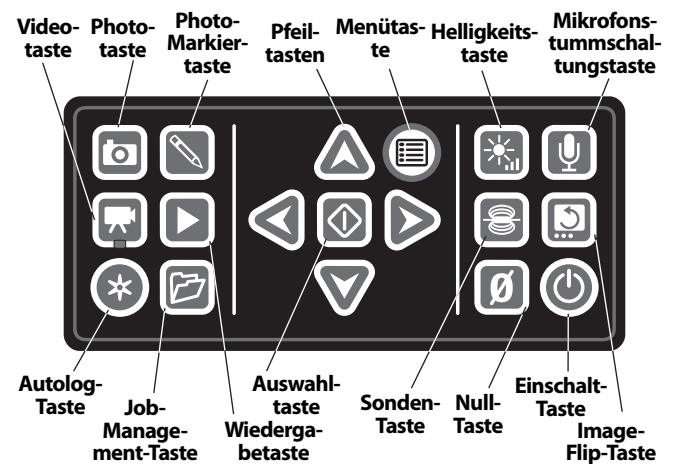 Video-
taste
Photo-
taste
Photo-
Markier-
taste
Pfeil-
tasten
Menütas-
te
Helligkeits-
taste
Mikrofons-
tummschal-
tungstaste
Autolog-
Taste
Job-
Manage-
ment-Taste
Wiederga-
betaste
Auswahl-
taste
Sonden-
Taste
Null-
Taste
Einschalt-
Taste
Image-
Flip-Taste